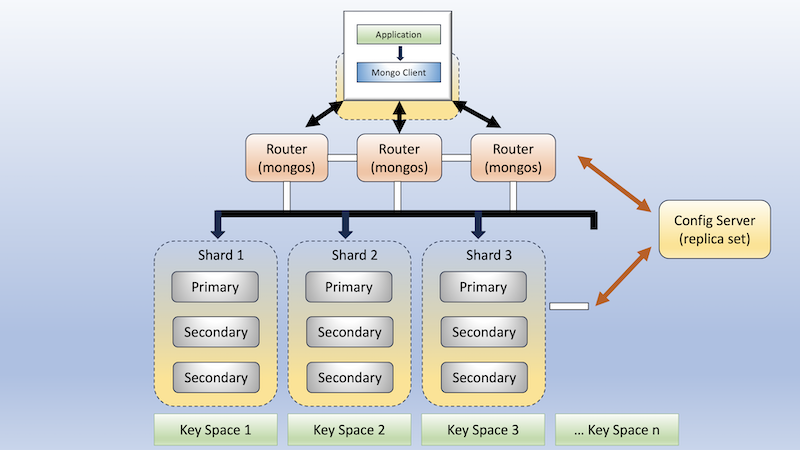 Application
Mongo Client
Router
(mongos)
Router
(mongos)
Router
(mongos)
Config Server
(replica set)
Shard 1
Primary
Secondary
Secondary
Shard 2
Primary
Secondary
Secondary
Shard 3
Primary
Secondary
Secondary
Key Space 1
Key Space 2
Key Space 3
... Key Space n